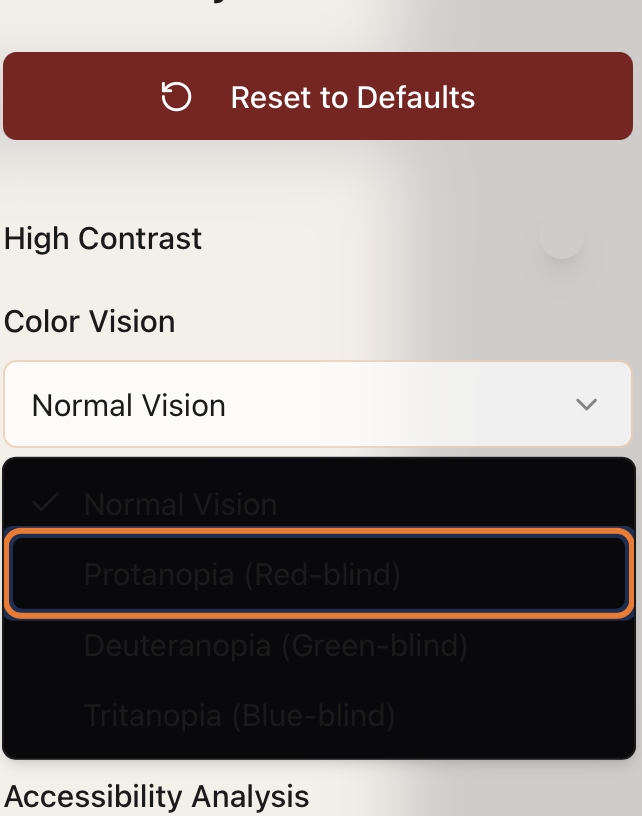 Reset to Defaults
High Contrast
Color Vision
Normal Vision
Normal Vision
Protanopia (Red-blind)
Deuteranopia (Green-blind)
Tritanopia (Blue-blind)
Accessibility Analysis